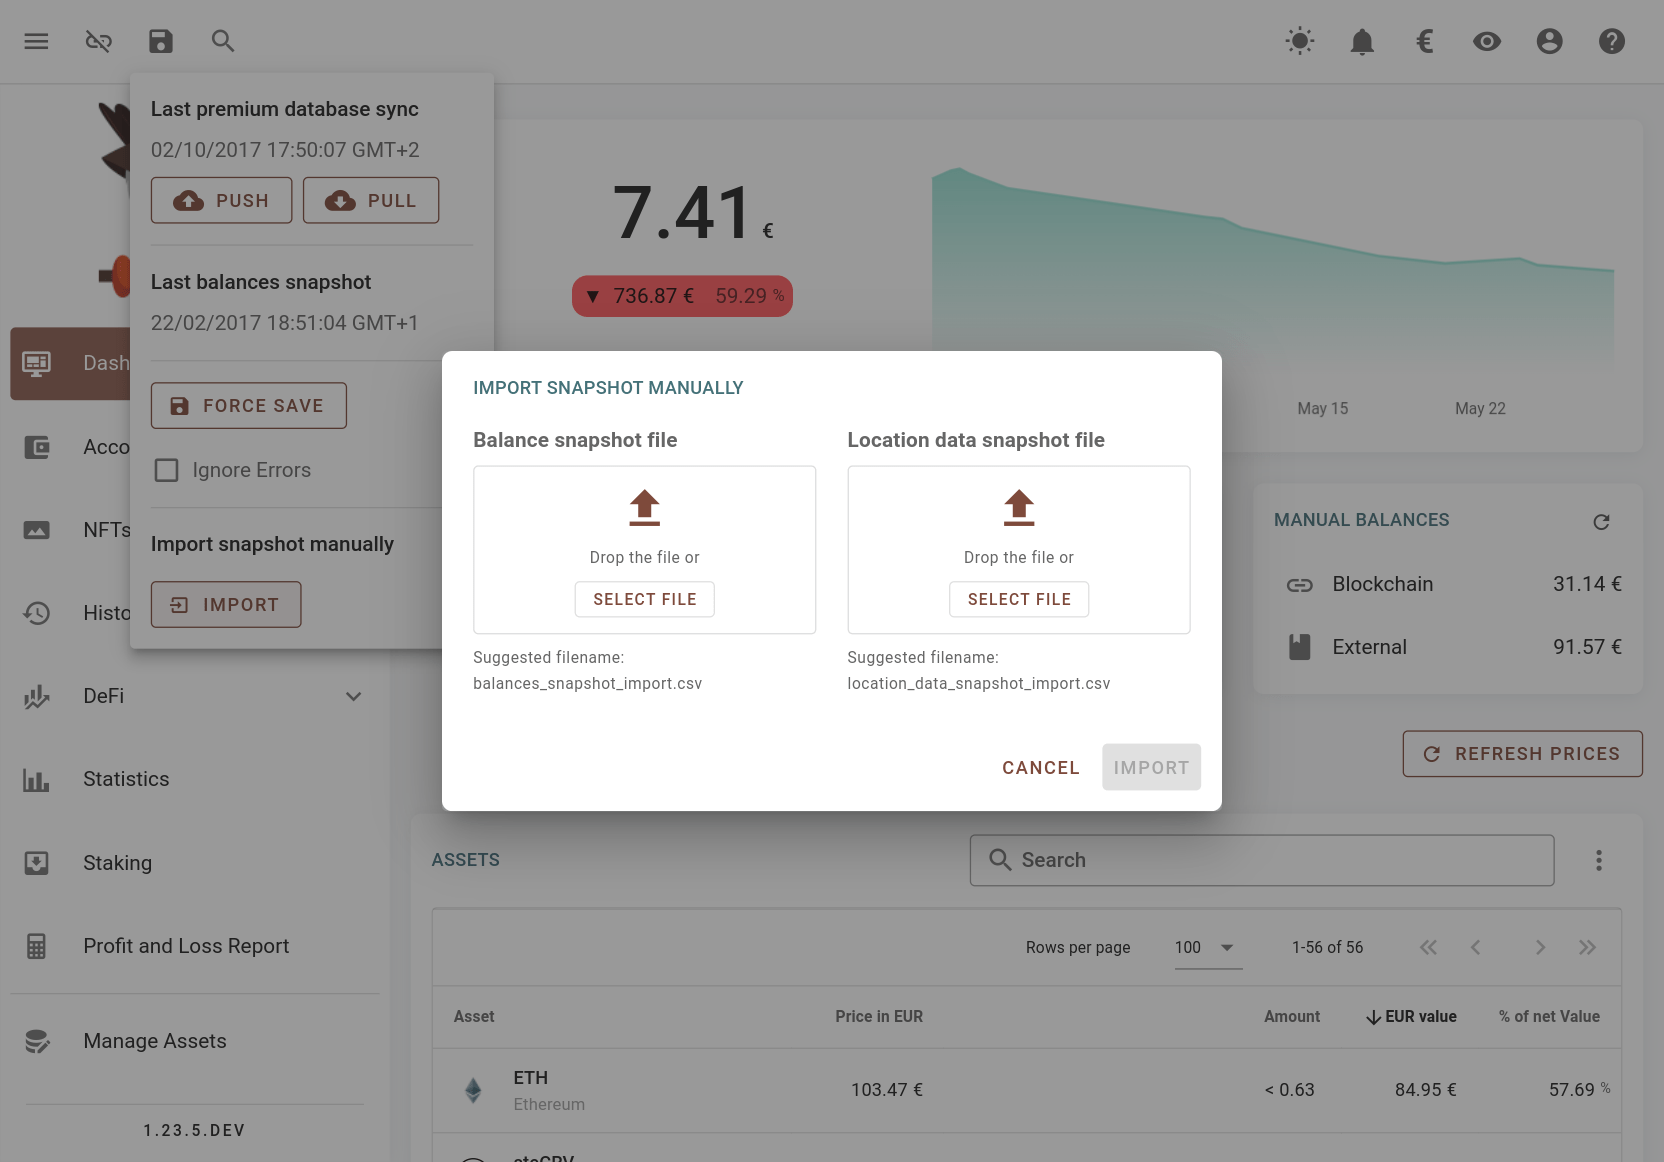 Last premium database sync
02/10/2017 17:50:07 GMT+2
PUSH
PULL
Last balances snapshot
22/02/2017 18:51:04 GMT+1
FORCE SAVE
Ignore Errors
Import snapshot manually
IMPORT
Dash
Acco
NFTs
Histo
DeFi
Statistics
Staking
Profit and Loss Report
Manage Assets
1.23.5.DEV
7.41 €
▼ 736.87 € 59.29 %
May 15
May 22
IMPORT SNAPSHOT MANUALLY
Balance snapshot file
Drop the file or
SELECT FILE
Suggested filename:
balances_snapshot_import.csv
Location data snapshot file
Drop the file or
SELECT FILE
Suggested filename:
location_data_snapshot_import.csv
CANCEL
IMPORT
MANUAL BALANCES
Blockchain 31.14 €
External 91.57 €
REFRESH PRICES
ASSETS
Search
Rows per page 100 1-56 of 56
Asset Price in EUR Amount EUR value % of net Value
ETH
Ethereum
103.47 € < 0.63 84.95 € 57.69 %